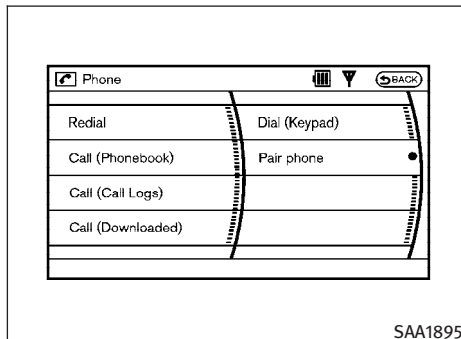 Phone
BACK
Redial
Dial (Keypad)
Call (Phonebook)
Pair phone
Call (Call Logs)
Call (Downloaded)
SAA1895